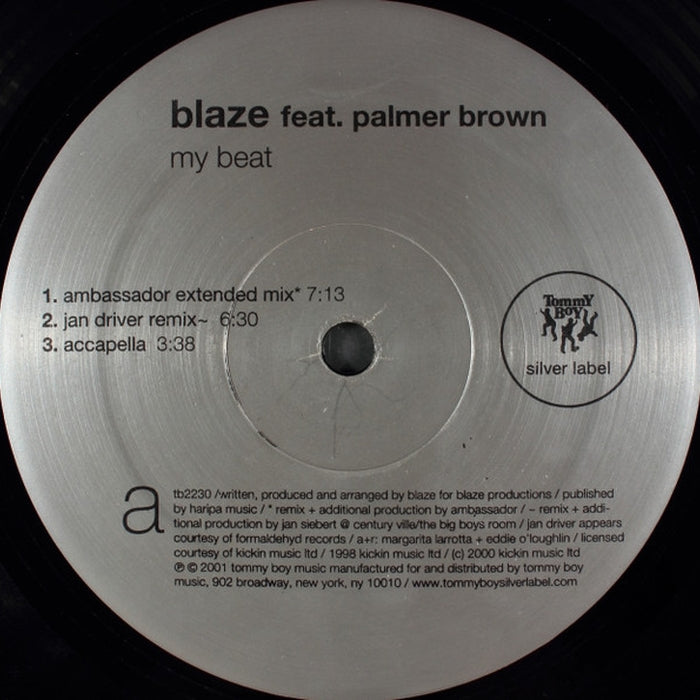 blaze feat. palmer brown
my beat
1. ambassador extended mix* 7:13
2. jan driver remix~ 6:30
3. accapella 3:38
Tommy
Boy
silver label
a
tb2230 /written, produced and arranged by blaze for blaze productions / published
by haripa music / * remix + additional production by ambassador / ~ remix + addi-
tional production by jan siebert @ century ville/the big boys room / jan driver appears
courtesy of formaldehyd records / a+r: margarita larrotta + eddie o'loughlin / licensed
courtesy of kickin music ltd / 1998 kickin music ltd / (c) 2000 kickin music ltd
℗ © 2001 tommy boy music manufactured for and distributed by tommy boy
music, 902 broadway, new york, ny 10010 / www.tommyboysilverlabel.com